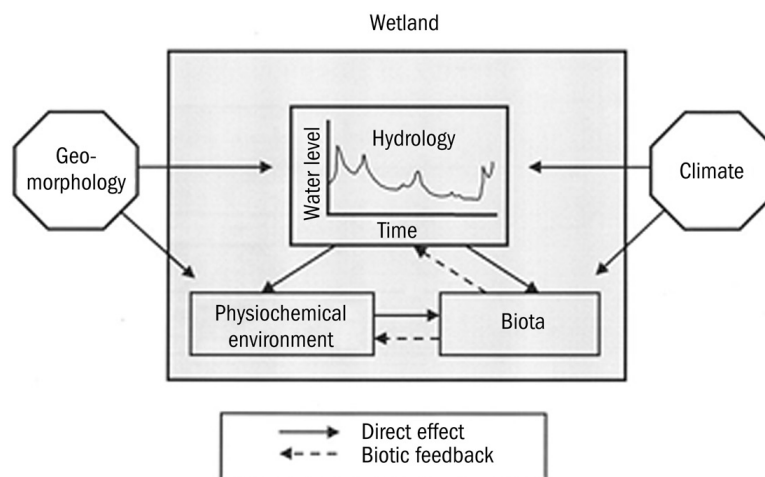 Wetland
Geo-
morphology
Hydrology
Water level
Time
Climate
Physiochemical
environment
Biota
Direct effect
Biotic feedback